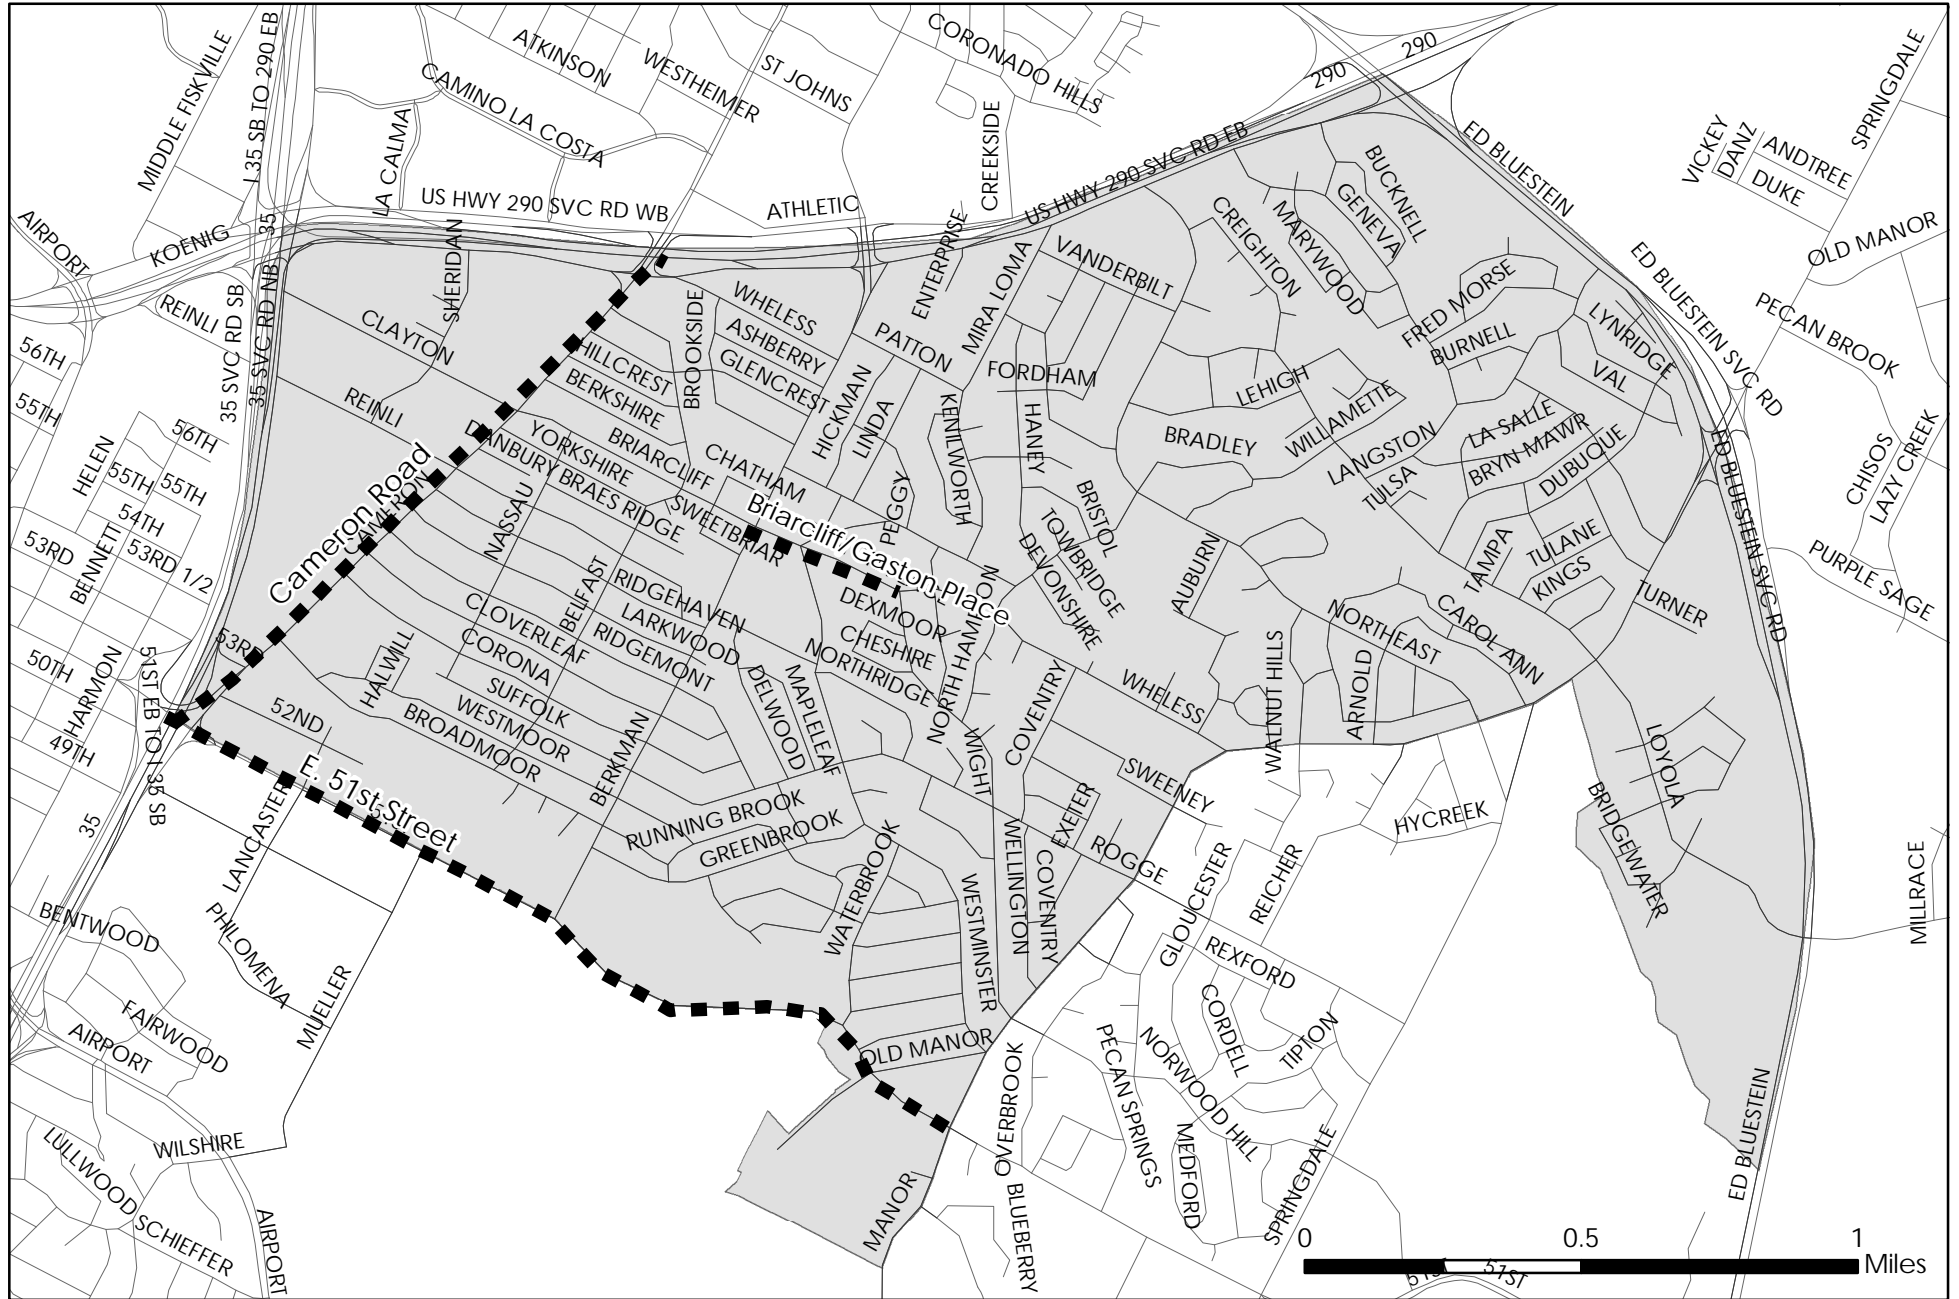 MIDDLE FISKVILLE
I 35 SB TO 290 EB
ATKINSON
WESTHEIMER
ST JOHNS
CORONADO HILLS
290
290
SPRINGDALE
CAMINO LA COSTA
LA CALMA
CREEKSIDE
US HWY 290 SVC RD EB
ED BLUESTEIN
VICKEY
DANZ
ANDTREE
DUKE
AIRPORT
KOENIG
35
US HWY 290 SVC RD WB
ATHLETIC
ENTERPRISE
BUCKNELL
GENEVA
MARYWOOD
CREIGHTON
OLD MANOR
ED BLUESTEIN SVC RD
PECAN BROOK
REINLI
35 SVC RD SB
35 SVC RD NB
SHERIDAN
CLAYTON
BROOKSIDE
WHELESS
ASHBERRY
GLENCREST
PATTON
MIRA LOMA
VANDERBILT
FRED MORSE
BURNELL
LYNRIDGE
VAL
56TH
55TH
HILLCREST
BERKSHIRE
HICKMAN
LINDA
FORDHAM
LEHIGH
WILLAMETTE
REINLI
HELEN
56TH
55TH
55TH
54TH
53RD 1/2
53RD
BENNETT
Cameron Road
CAMERON
DANBURY
YORKSHIRE
BRIARCLIFF
CHATHAM
KENILWORTH
HANEY
BRADLEY
LANGSTON
TULSA
LA SALLE
BRYN MAWR
DUBUQUE
ED BLUESTEIN SVC RD
CHISOS
LAZY CREEK
NASSAU
BRAES RIDGE
SWEETBRIAR
Briarcliff/Gaston Place
PEGGY
BRISTOL
TOWBRIDGE
DEVONSHIRE
AUBURN
TAMPA
TULANE
KINGS
TURNER
PURPLE SAGE
BELFAST
RIDGEHAVEN
LARKWOOD
RIDGEMONT
CLOVERLEAF
CORONA
SUFFOLK
WESTMOOR
BROADMOOR
HALWILL
DEXMOOR
CHESHIRE
NORTHRIDGE
NORTH HAMPTON
NORTHEAST
CAROL ANN
53RD
50TH
HARMON
49TH
51ST EB TO I 35 SB
52ND
DELWOOD
MAPLELEAF
WIGHT
COVENTRY
WHELESS
WALNUT HILLS
ARNOLD
LOYOLA
BERKMAN
E. 51st Street
35
LANCASTER
RUNNING BROOK
GREENBROOK
SWEENEY
EXETER
ROGGE
HYCREEK
BRIDGEWATER
MILLRACE
BENTWOOD
PHILOMENA
MUELLER
WATERBROOK
WESTMINSTER
WELLINGTON
COVENTRY
GLOUCESTER
REICHER
REXFORD
FAIRWOOD
AIRPORT
OLD MANOR
OVERBROOK
PECAN SPRINGS
NORWOOD HILL
CORDELL
TIPTON
WILSHIRE
LULLWOOD
SCHIEFFER
AIRPORT
MANOR
BLUEBERRY
MEDFORD
SPRINGDALE
ED BLUESTEIN
0
0.5
1
Miles
51ST